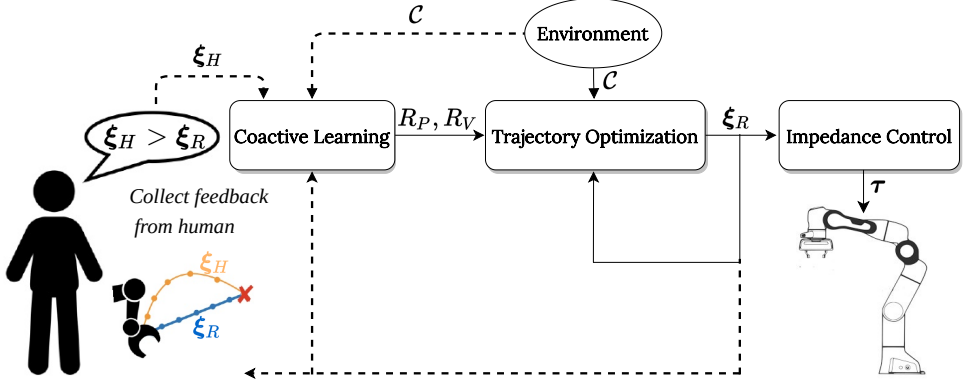 𝒞
Environment
ξ_H
𝒞
ξ_H > ξ_R
Coactive Learning
R_P, R_V
Trajectory Optimization
ξ_R
Impedance Control
τ
Collect feedback
from human
ξ_H
ξ_R